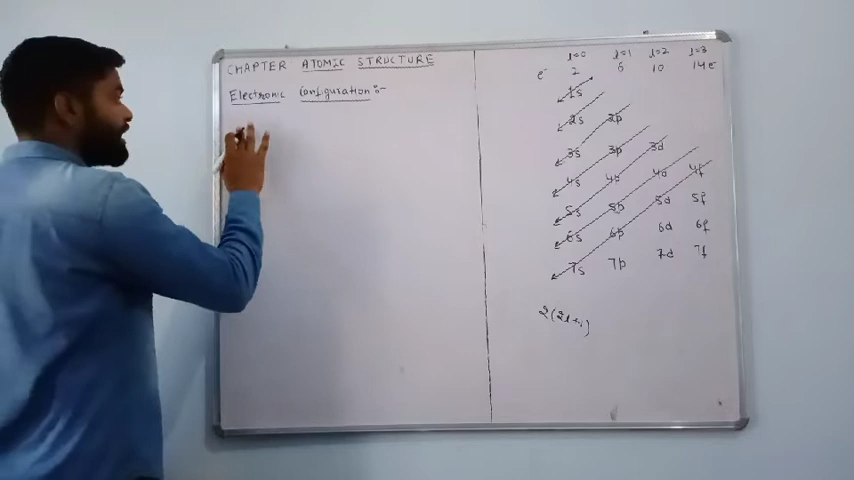 CHAPTER ATOMIC STRUCTURE
Electronic configuration :-
l=0 l=1 l=2 l=3
e⁻ 2 6 10 14e
1s
2s 2p
3s 3p 3d
4s 4p 4d 4f
5s 5p 5d 5f
6s 6p 6d 6f
7s 7p 7d 7f
2(2l+1)